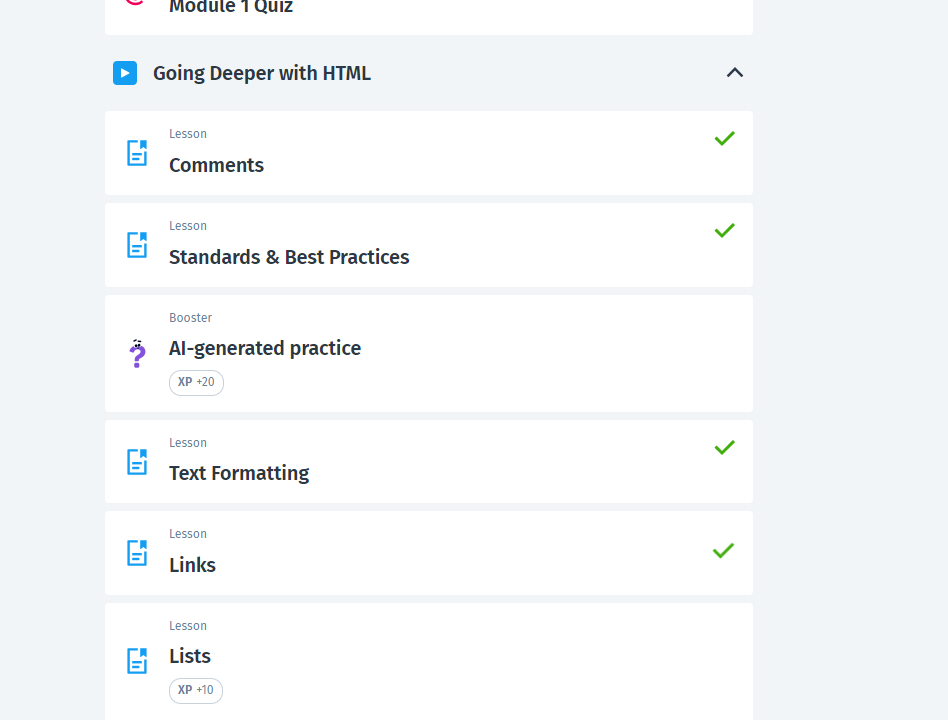 Module 1 Quiz
Going Deeper with HTML
Lesson
Comments
Lesson
Standards & Best Practices
Booster
AI-generated practice
XP +20
Lesson
Text Formatting
Lesson
Links
Lesson
Lists
XP +10